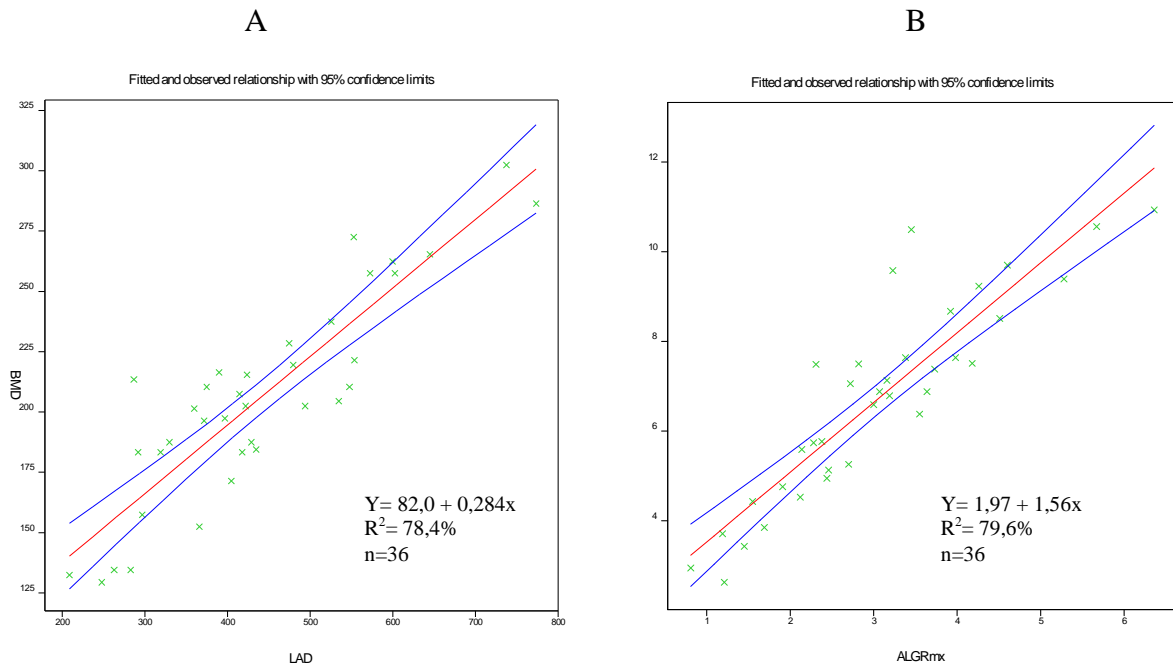 A
Fitted and observed relationship with 95% confidence limits
325
300
275
250
225
200
175
150
125
BMD
200 300 400 500 600 700 800
LAD
Y= 82,0 + 0,284x
R²= 78,4%
n=36
B
Fitted and observed relationship with 95% confidence limits
12
10
8
6
4
1 2 3 4 5 6
ALGRmx
Y= 1,97 + 1,56x
R²= 79,6%
n=36